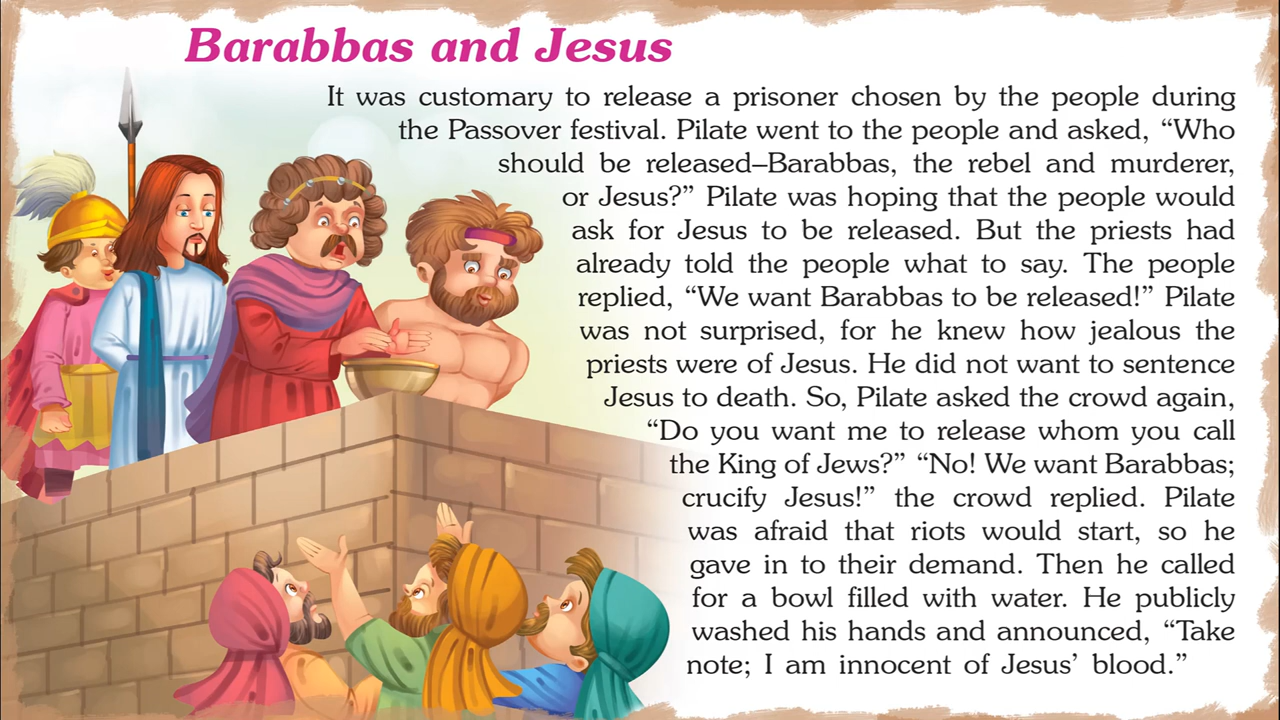 Barabbas and Jesus
It was customary to release a prisoner chosen by the people during
the Passover festival. Pilate went to the people and asked, “Who
should be released–Barabbas, the rebel and murderer,
or Jesus?” Pilate was hoping that the people would
ask for Jesus to be released. But the priests had
already told the people what to say. The people
replied, “We want Barabbas to be released!” Pilate
was not surprised, for he knew how jealous the
priests were of Jesus. He did not want to sentence
Jesus to death. So, Pilate asked the crowd again,
“Do you want me to release whom you call
the King of Jews?” “No! We want Barabbas;
crucify Jesus!” the crowd replied. Pilate
was afraid that riots would start, so he
gave in to their demand. Then he called
for a bowl filled with water. He publicly
washed his hands and announced, “Take
note; I am innocent of Jesus’ blood.”